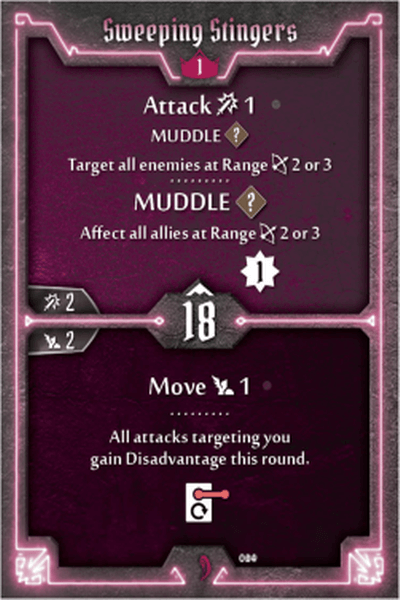 Sweeping Stingers
1
Attack 1
MUDDLE ?
Target all enemies at Range 2 or 3
MUDDLE ?
Affect all allies at Range 2 or 3
1
2
18
2
Move 1
All attacks targeting you
gain Disadvantage this round.